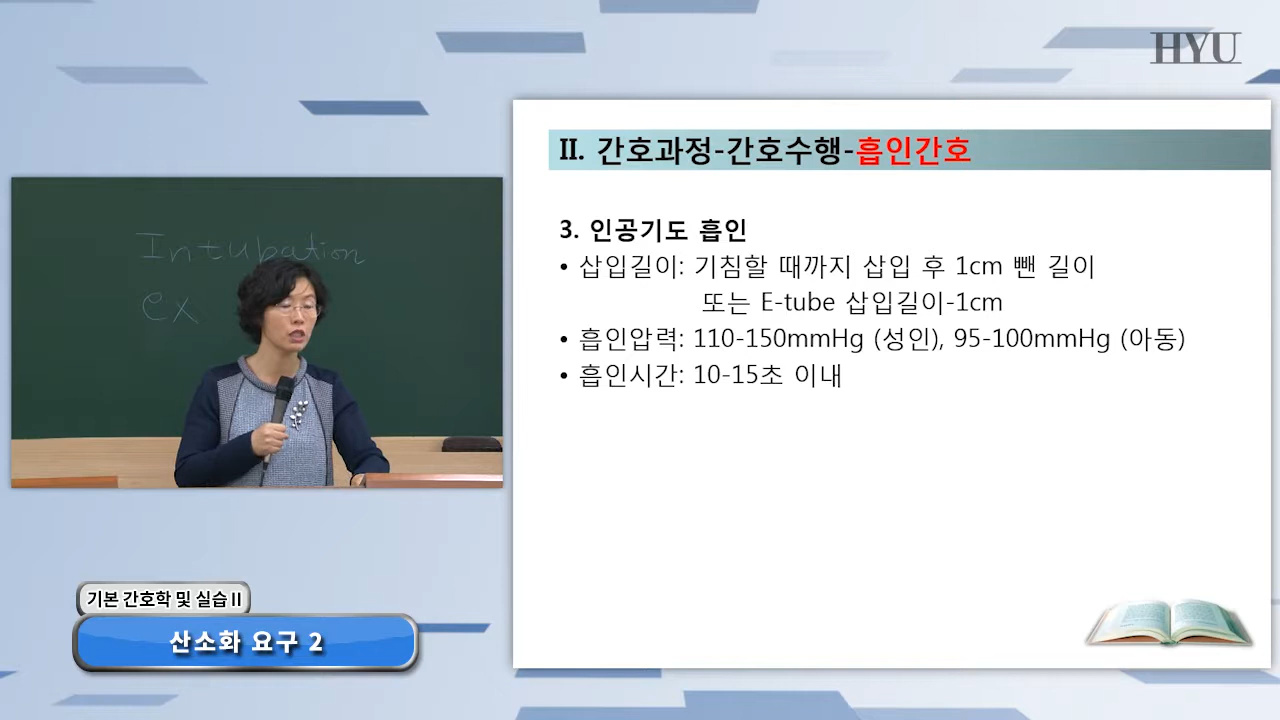 HYU
II. 간호과정-간호수행-흡인간호
3. 인공기도 흡인
• 삽입길이: 기침할 때까지 삽입 후 1cm 뺀 길이
또는 E-tube 삽입길이-1cm
• 흡인압력: 110-150mmHg (성인), 95-100mmHg (아동)
• 흡인시간: 10-15초 이내
Intubation
ex
기본 간호학 및 실습 II
산소화 요구 2